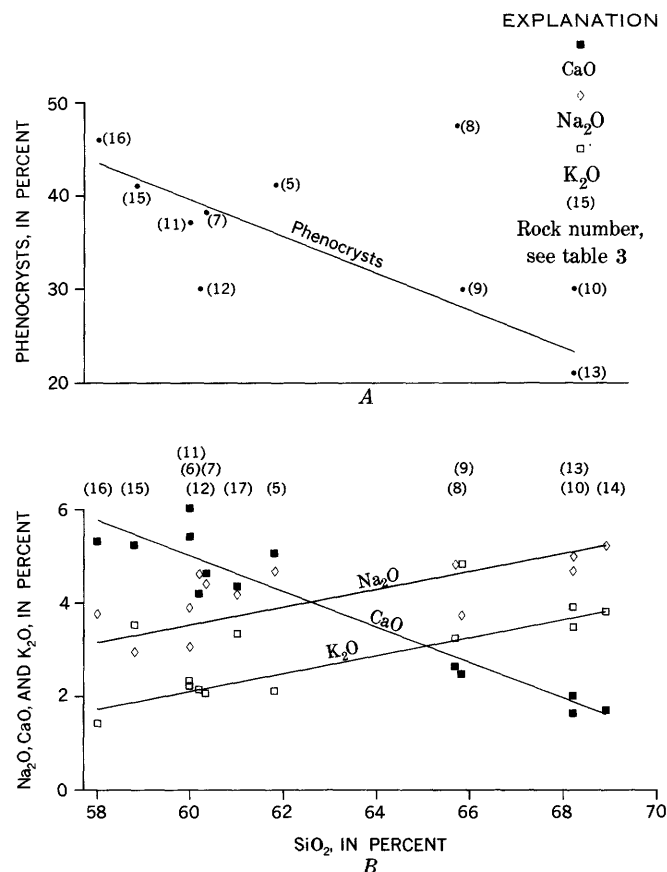 EXPLANATION
CaO
Na₂O
K₂O
(15)
Rock number,
see table 3
PHENOCRYSTS, IN PERCENT
50
40
30
20
(16)
(15)
(11)
(7)
(12)
(5)
(8)
(9)
(10)
(13)
Phenocrysts
A
(11)
(6)(7)
(9)
(13)
(16)
(15)
(12)
(17)
(5)
(8)
(10)
(14)
Na₂O, CaO, AND K₂O, IN PERCENT
6
4
2
0
Na₂O
CaO
K₂O
58
60
62
64
66
68
70
SiO₂, IN PERCENT
B